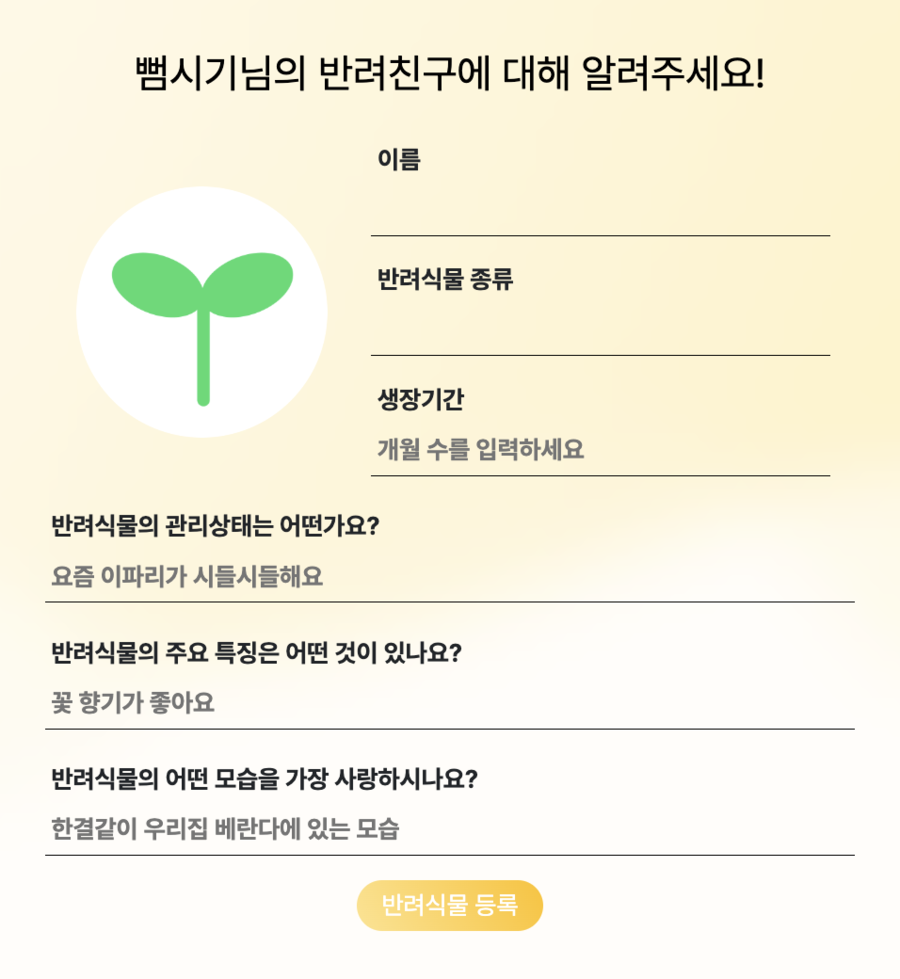 뻠시기님의 반려친구에 대해 알려주세요!
이름
반려식물 종류
생장기간
개월 수를 입력하세요
반려식물의 관리상태는 어떤가요?
요즘 이파리가 시들시들해요
반려식물의 주요 특징은 어떤 것이 있나요?
꽃 향기가 좋아요
반려식물의 어떤 모습을 가장 사랑하시나요?
한결같이 우리집 베란다에 있는 모습
반려식물 등록